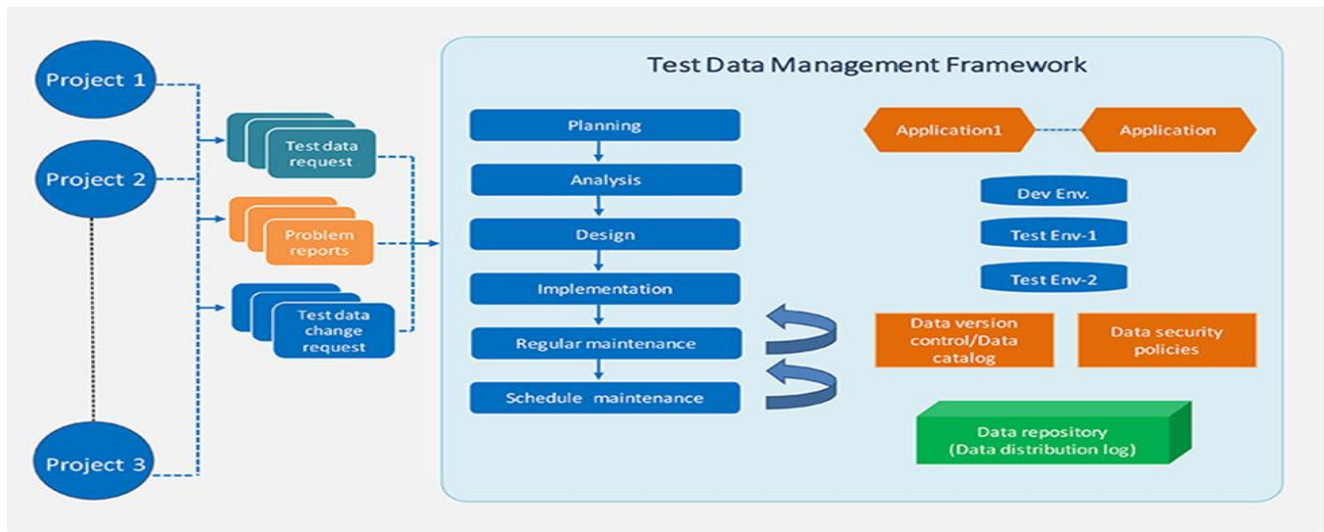 Project 1
Project 2
Project 3
Test data
request
Problem
reports
Test data
change
request
Test Data Management Framework
Planning
Analysis
Design
Implementation
Regular maintenance
Schedule maintenance
Application1
Application
Dev Env.
Test Env-1
Test Env-2
Data version
control/Data
catalog
Data security
policies
Data repository
(Data distribution log)